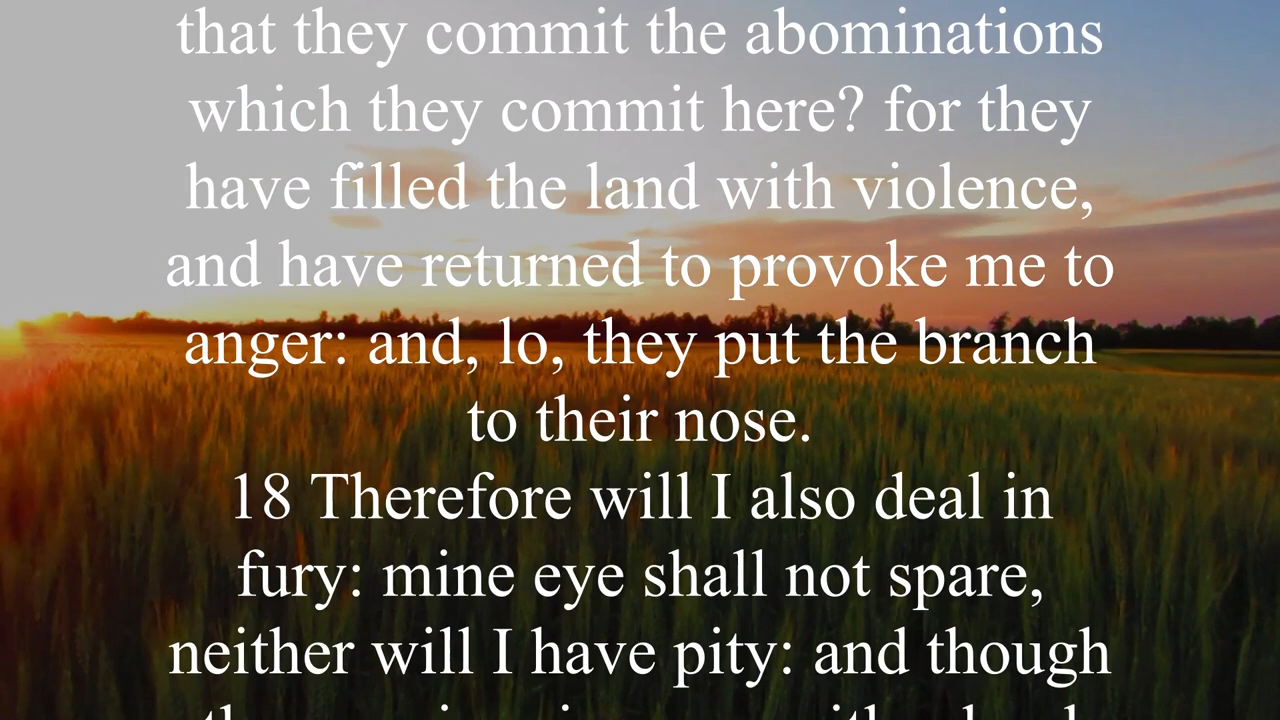 that they commit the abominations
which they commit here? for they
have filled the land with violence,
and have returned to provoke me to
anger: and, lo, they put the branch
to their nose.
18 Therefore will I also deal in
fury: mine eye shall not spare,
neither will I have pity: and though